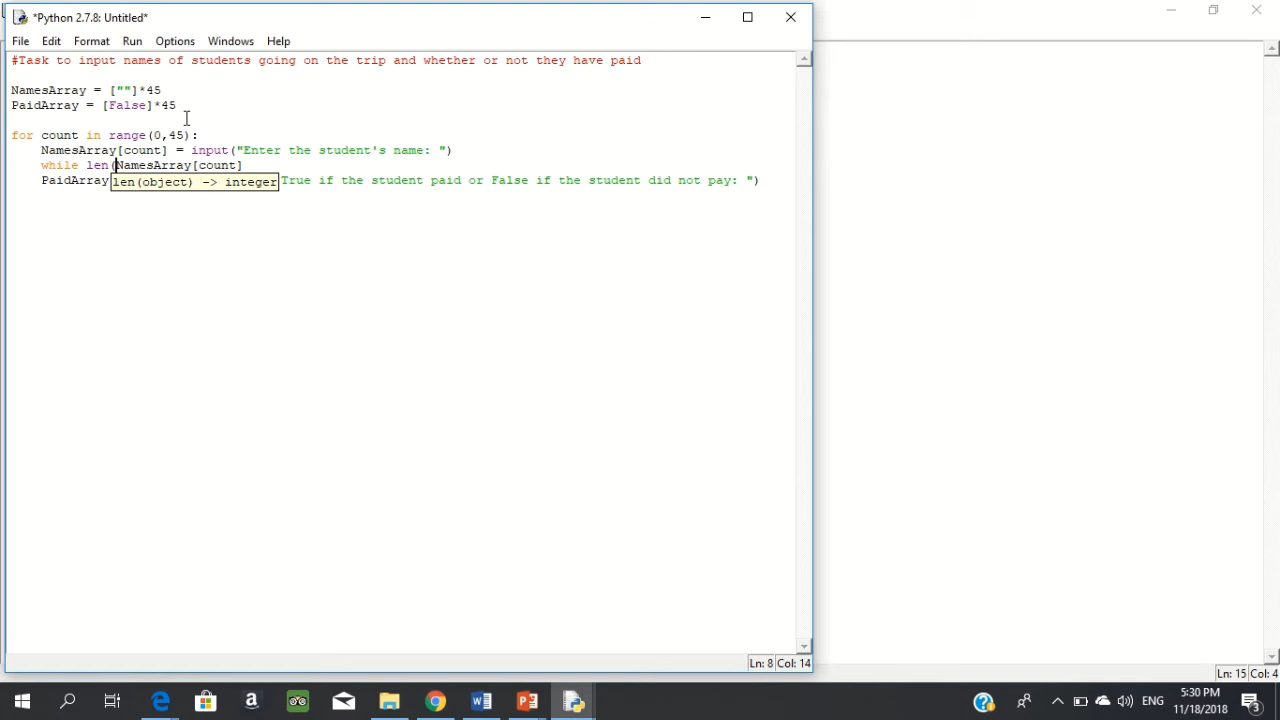 *Python 2.7.8: Untitled*
File Edit Format Run Options Windows Help
#Task to input names of students going on the trip and whether or not they have paid
NamesArray = [""]*45
PaidArray = [False]*45
for count in range(0,45):
NamesArray[count] = input("Enter the student's name: ")
while len(NamesArray[count]
PaidArray True if the student paid or False if the student did not pay: ")
len(object) -> integer
Ln: 8 Col: 14
Ln: 15 Col: 4
ENG
5:30 PM
11/18/2018
3